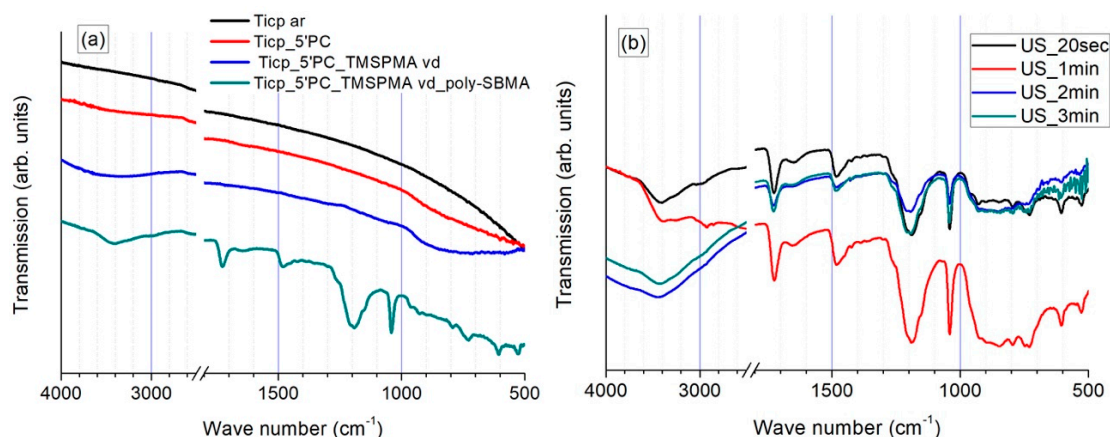 (a)
Ticp ar
Ticp_5'PC
Ticp_5'PC_TMSPMA vd
Ticp_5'PC_TMSPMA vd_poly-SBMA
Transmission (arb. units)
4000 3000 1500 1000 500
Wave number (cm⁻¹)
(b)
US_20sec
US_1min
US_2min
US_3min
Transmission (arb. units)
4000 3000 1500 1000 500
Wave number (cm⁻¹)